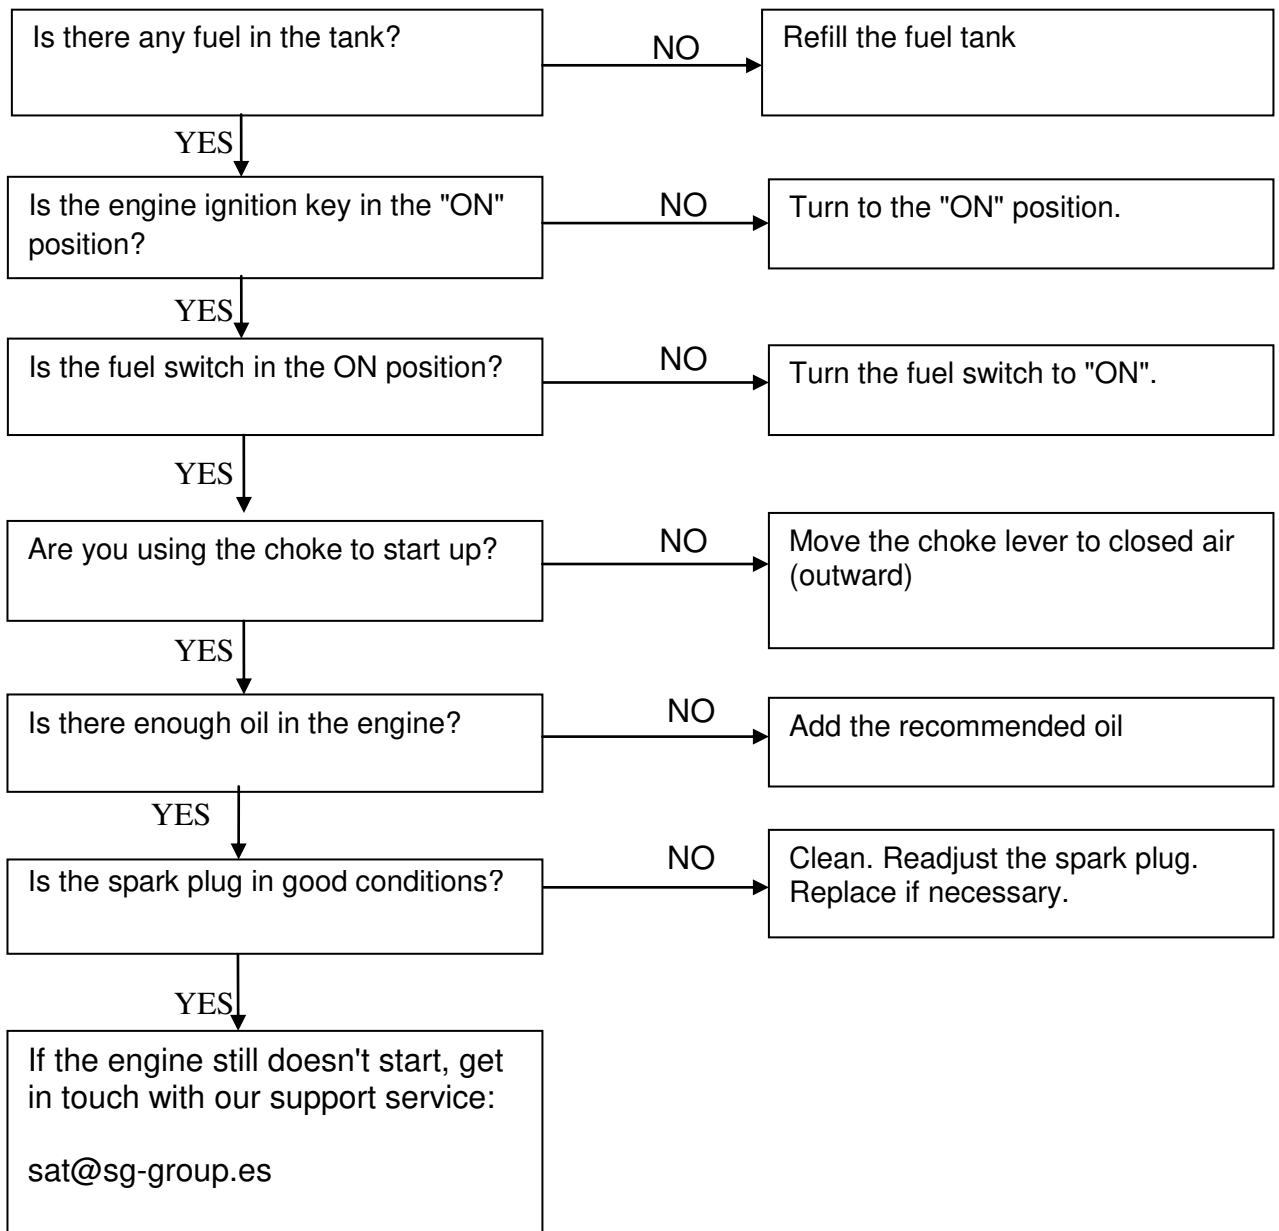 Is there any fuel in the tank?
NO
Refill the fuel tank
YES
Is the engine ignition key in the "ON"
position?
NO
Turn to the "ON" position.
YES
Is the fuel switch in the ON position?
NO
Turn the fuel switch to "ON".
YES
Are you using the choke to start up?
NO
Move the choke lever to closed air
(outward)
YES
Is there enough oil in the engine?
NO
Add the recommended oil
YES
Is the spark plug in good conditions?
NO
Clean. Readjust the spark plug.
Replace if necessary.
YES
If the engine still doesn't start, get
in touch with our support service:
sat@sg-group.es